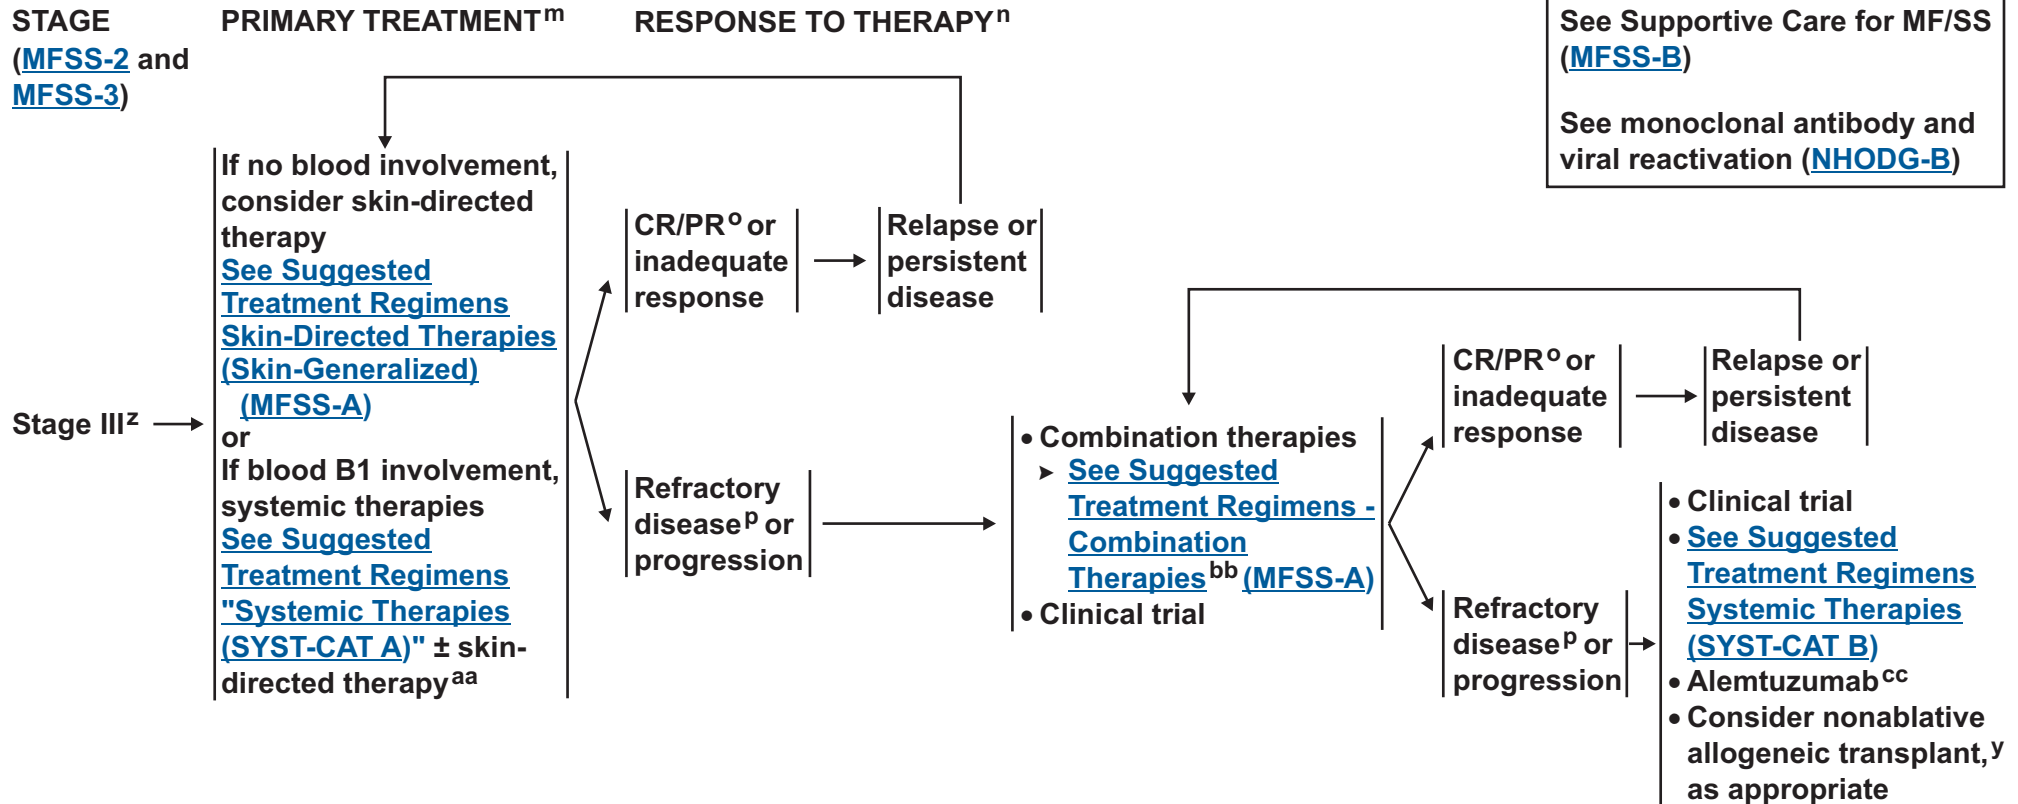 STAGE
(MFSS-2 and
MFSS-3)
PRIMARY TREATMENTm
RESPONSE TO THERAPYn
See Supportive Care for MF/SS
(MFSS-B)
See monoclonal antibody and
viral reactivation (NHODG-B)
Stage IIIz
If no blood involvement,
consider skin-directed
therapy
See Suggested
Treatment Regimens
Skin-Directed Therapies
(Skin-Generalized)
(MFSS-A)
or
If blood B1 involvement,
systemic therapies
See Suggested
Treatment Regimens
"Systemic Therapies
(SYST-CAT A)" ± skin-
directed therapyaa
CR/PRo or
inadequate
response
Relapse or
persistent
disease
Refractory
diseasep or
progression
• Combination therapies
➤ See Suggested
Treatment Regimens -
Combination
Therapiesbb (MFSS-A)
• Clinical trial
CR/PRo or
inadequate
response
Relapse or
persistent
disease
Refractory
diseasep or
progression
• Clinical trial
• See Suggested
Treatment Regimens
Systemic Therapies
(SYST-CAT B)
• Alemtuzumabcc
• Consider nonablative
allogeneic transplant,y
as appropriate